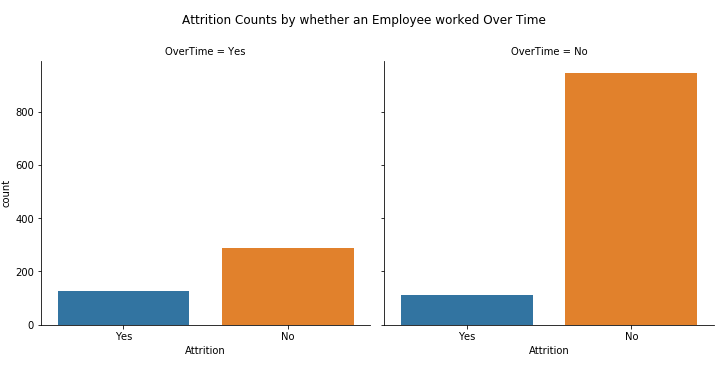 Attrition Counts by whether an Employee worked Over Time
OverTime = Yes
OverTime = No
800
600
400
200
0
count
Yes
No
Attrition
Yes
No
Attrition